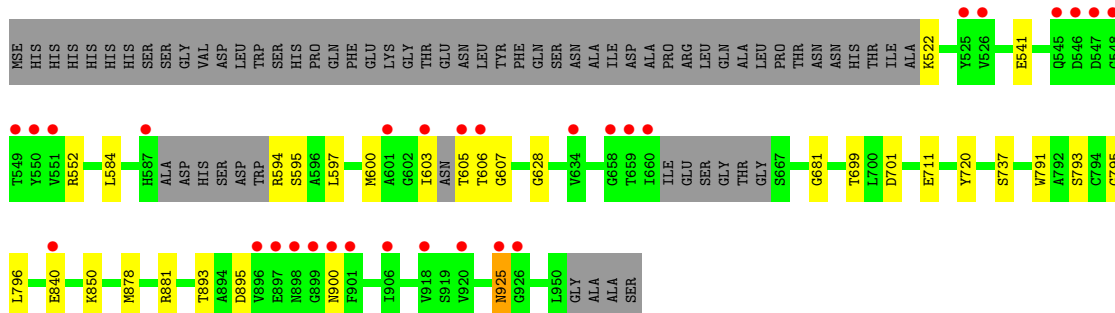 MSE HIS HIS HIS HIS HIS HIS SER SER GLY VAL ASP LEU TRP SER HIS PRO GLN PHE GLU LYS GLY THR GLU ASN LEU TYR PHE GLN SER ASN ALA ILE ASP ALA PRO ARG LEU GLN ALA LEU PRO THR ASN ASN HIS THR ILE ALA K522 Y525 V526 E541 Q545 D546 D547 G548
T549 Y550 V551 R552 L584 H587 ALA ASP HIS SER ASP TRP R594 S595 A596 L597 M600 A601 G602 I603 ASN T605 T606 G607 G628 V634 G658 T659 I660 ILE GLU SER GLY THR GLY S667 G681 T699 L700 D701 E711 Y720 S737 W791 A792 S793 C794
L796 E840 K850 M878 R881 T893 A894 D895 V896 E897 N898 G899 N900 F901 I906 V918 S919 V920 N925 G926 L950 GLY ALA ALA SER